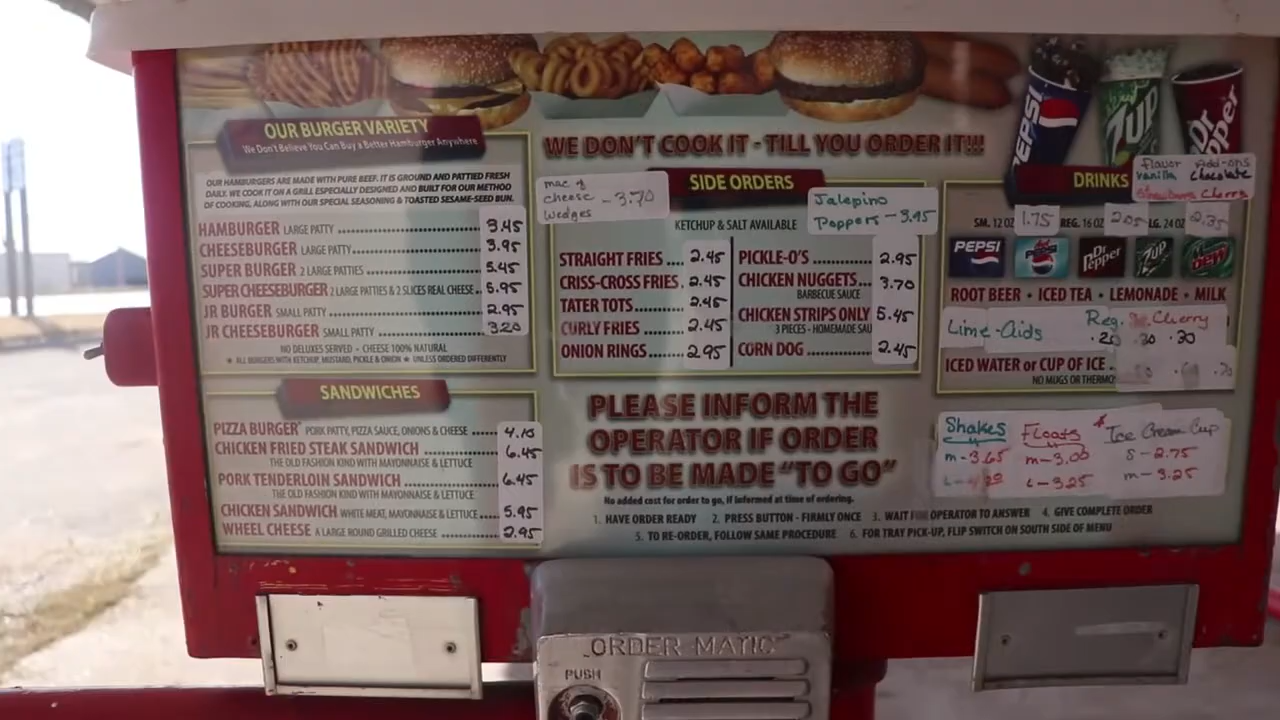 OUR BURGER VARIETY
We Don't Believe You Can Buy a Better Hamburger Anywhere
OUR HAMBURGERS ARE MADE WITH PURE BEEF. IT IS GROUND AND PATTIED FRESH
DAILY. WE COOK IT ON A GRILL ESPECIALLY DESIGNED AND BUILT FOR OUR METHOD
OF COOKING, ALONG WITH OUR SPECIAL SEASONING & TOASTED SESAME-SEED BUN.
HAMBURGER LARGE PATTY 3.45
CHEESEBURGER LARGE PATTY 3.95
SUPER BURGER 2 LARGE PATTIES 5.45
SUPER CHEESEBURGER 2 LARGE PATTIES & 2 SLICES REAL CHEESE 5.95
JR BURGER SMALL PATTY 2.95
JR CHEESEBURGER SMALL PATTY 3.20
NO DELUXES SERVED • CHEESE 100% NATURAL
* ALL BURGERS WITH KETCHUP, MUSTARD, PICKLE & ONION * UNLESS ORDERED DIFFERENTLY
SANDWICHES
PIZZA BURGER PORK PATTY, PIZZA SAUCE, ONIONS & CHEESE 4.10
CHICKEN FRIED STEAK SANDWICH 6.45
THE OLD FASHION KIND WITH MAYONNAISE & LETTUCE
PORK TENDERLOIN SANDWICH 6.45
THE OLD FASHION KIND WITH MAYONNAISE & LETTUCE
CHICKEN SANDWICH WHITE MEAT, MAYONNAISE & LETTUCE 5.95
WHEEL CHEESE A LARGE ROUND GRILLED CHEESE 2.95
WE DON'T COOK IT - TILL YOU ORDER IT!!!
mac & cheese wedges - 3.70
SIDE ORDERS
KETCHUP & SALT AVAILABLE
Jalepino
Poppers - 3.45
STRAIGHT FRIES 2.45
CRISS-CROSS FRIES 2.45
TATER TOTS 2.45
CURLY FRIES 2.45
ONION RINGS 2.95
PICKLE-O'S 2.95
CHICKEN NUGGETS 3.70
BARBECUE SAUCE
CHICKEN STRIPS ONLY 5.45
3 PIECES - HOMEMADE SAU
CORN DOG 2.45
PLEASE INFORM THE
OPERATOR IF ORDER
IS TO BE MADE "TO GO"
No added cost for order to go, if informed at time of ordering.
1. HAVE ORDER READY 2. PRESS BUTTON - FIRMLY ONCE 3. WAIT FOR OPERATOR TO ANSWER 4. GIVE COMPLETE ORDER
5. TO RE-ORDER, FOLLOW SAME PROCEDURE 6. FOR TRAY PICK-UP, FLIP SWITCH ON SOUTH SIDE OF MENU
PEPSI
7UP
Dr Pepper
DRINKS
flavor Add-ons
vanilla chocolate
strawberry cherry
SM. 12 OZ 1.75 REG. 16 OZ 2.05 LG. 24 OZ 2.35
PEPSI
Dr Pepper
7UP
dew
ROOT BEER • ICED TEA • LEMONADE • MILK
Lime-Aids Reg. Cherry
.20 .30 .30
ICED WATER or CUP OF ICE
NO MUGS OR THERMO
Shakes
m-3.65
Floats
m-3.00
L-3.25
Ice Cream Cup
S-2.75
m-3.25
ORDER-MATIC
PUSH